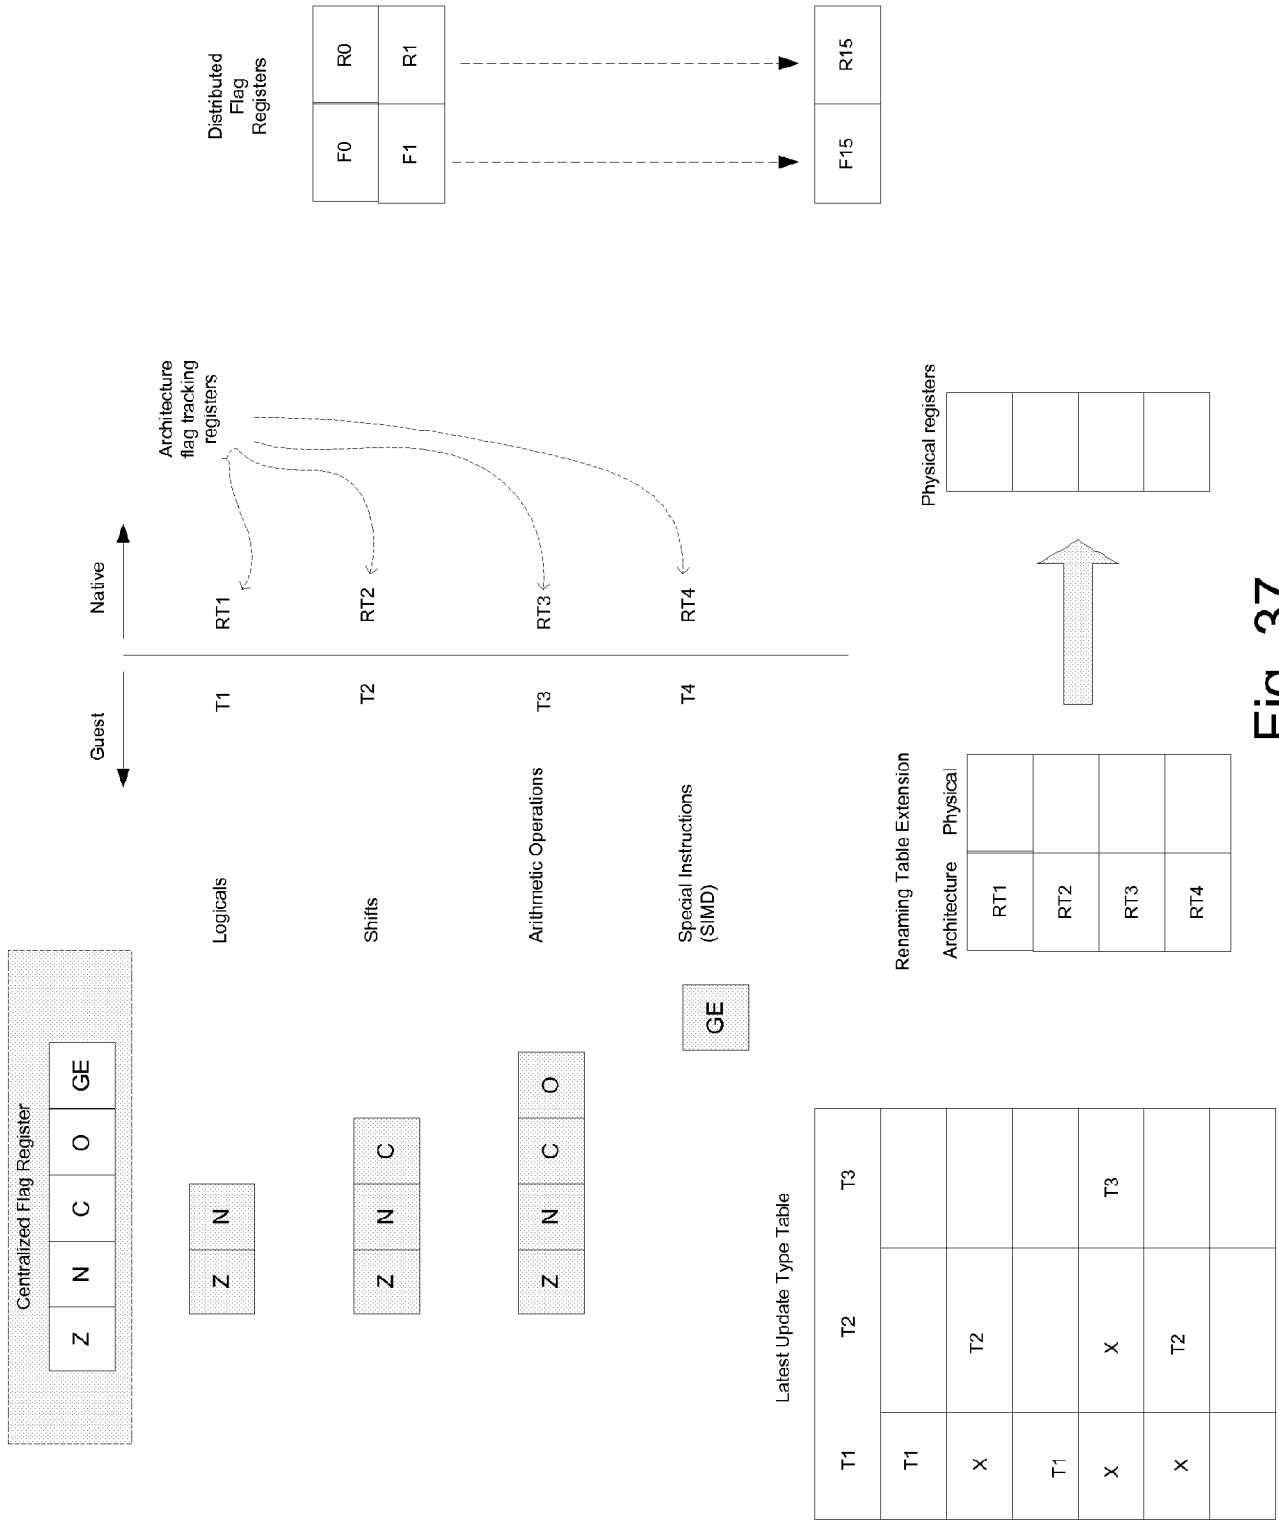 Centralized Flag Register
Z N C O GE
Guest
Native
Z N
Logicals
T1
RT1
Architecture
flag tracking
registers
Z N C
Shifts
T2
RT2
Z N C O
Arithmetic Operations
T3
RT3
GE
Special Instructions
(SIMD)
T4
RT4
Distributed
Flag
Registers
F0 R0
F1 R1
F15 R15
Latest Update Type Table
T1 T2 T3
T1
X T2
T1
X X T3
X T2
Renaming Table Extension
Architecture Physical
RT1
RT2
RT3
RT4
Physical registers
Fig. 37